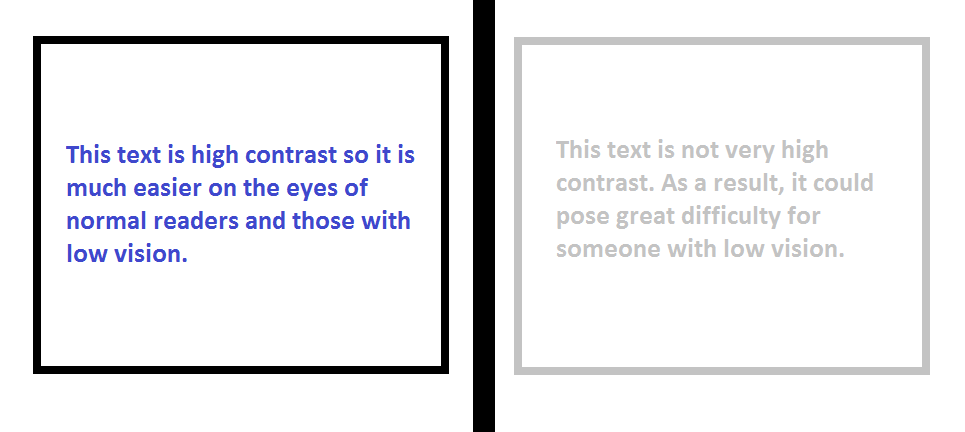 This text is high contrast so it is
much easier on the eyes of
normal readers and those with
low vision.
This text is not very high
contrast. As a result, it could
pose great difficulty for
someone with low vision.